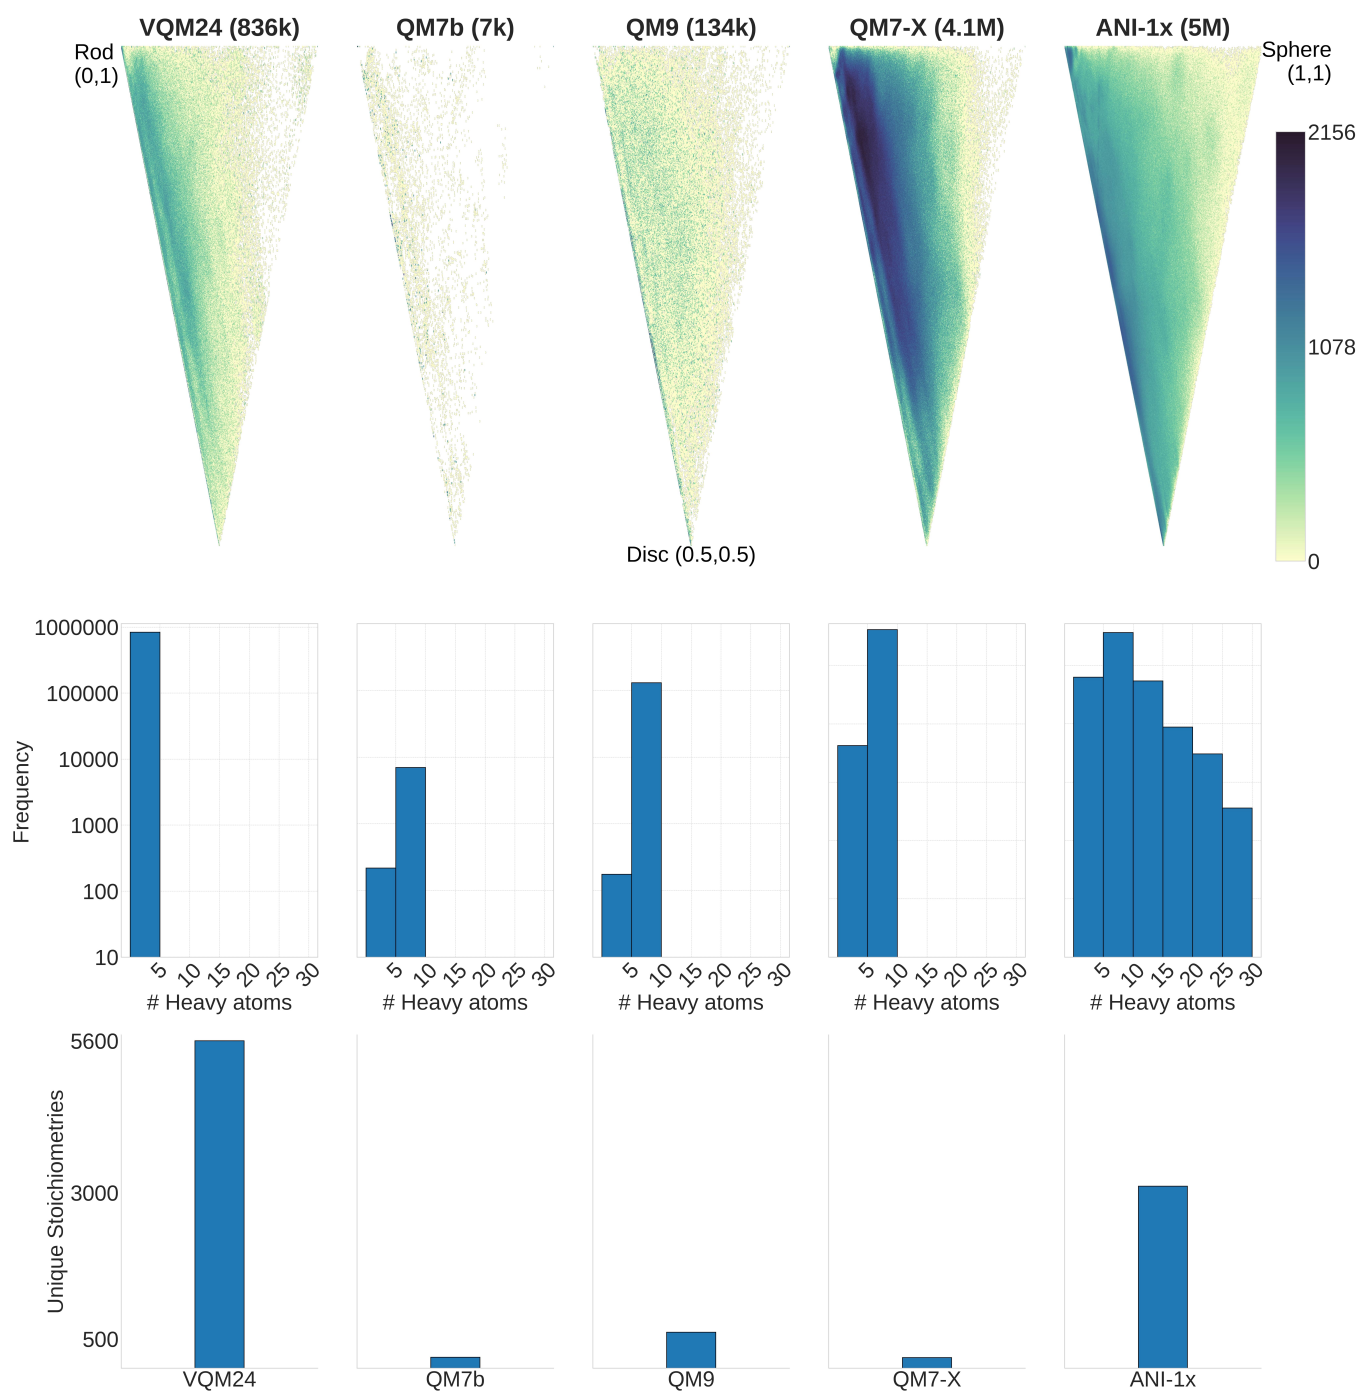 VQM24 (836k) QM7b (7k) QM9 (134k) QM7-X (4.1M) ANI-1x (5M)
Rod
(0,1)
Sphere
(1,1)
2156
1078
0
Disc (0.5,0.5)
Frequency
1000000
100000
10000
1000
100
10
5 10 15 20 25 30 5 10 15 20 25 30 5 10 15 20 25 30 5 10 15 20 25 30 5 10 15 20 25 30
# Heavy atoms # Heavy atoms # Heavy atoms # Heavy atoms # Heavy atoms
Unique Stoichiometries
5600
3000
500
VQM24 QM7b QM9 QM7-X ANI-1x